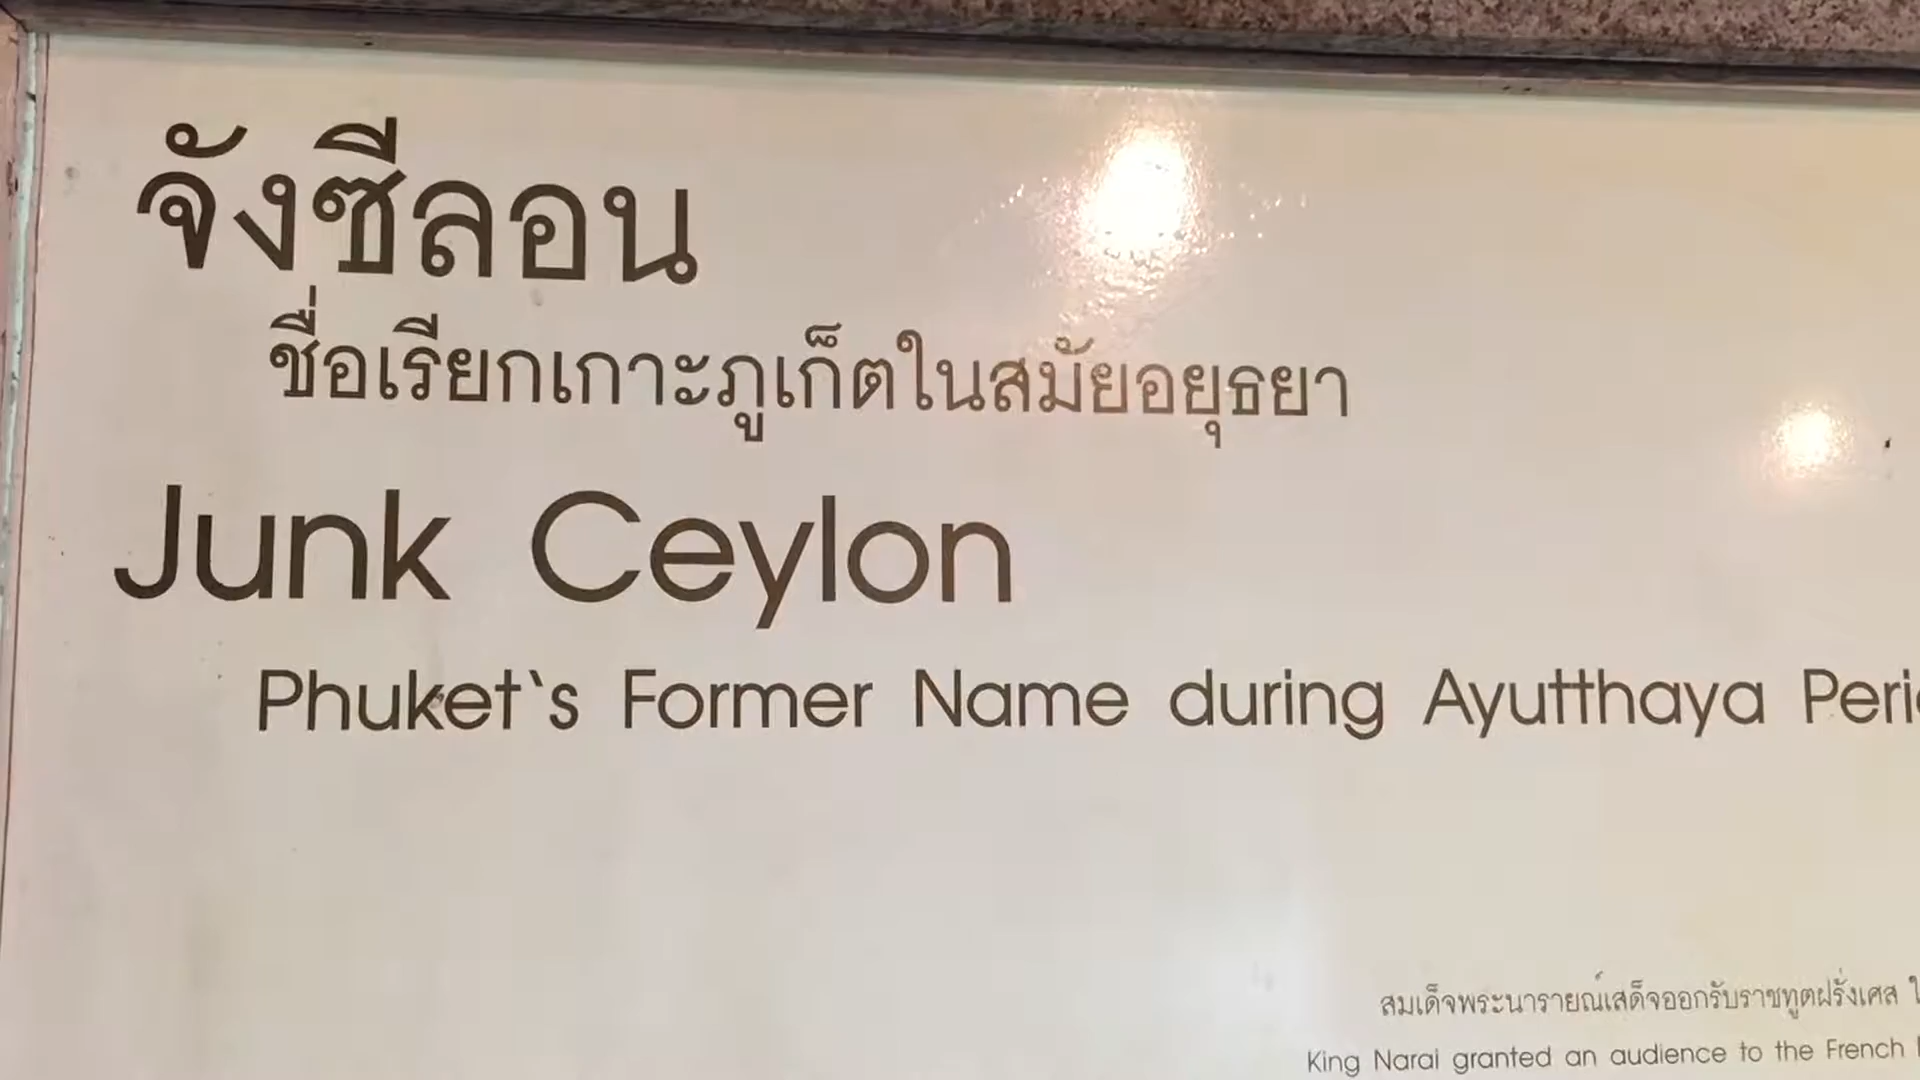 จังซีลอน
ชื่อเรียกเกาะภูเก็ตในสมัยอยุธยา
Junk Ceylon
Phuket`s Former Name during Ayutthaya
สมเด็จพระนารายณ์เสด็จออกรับราชทูตฝรั่งเศส
King Narai granted an audience to the French